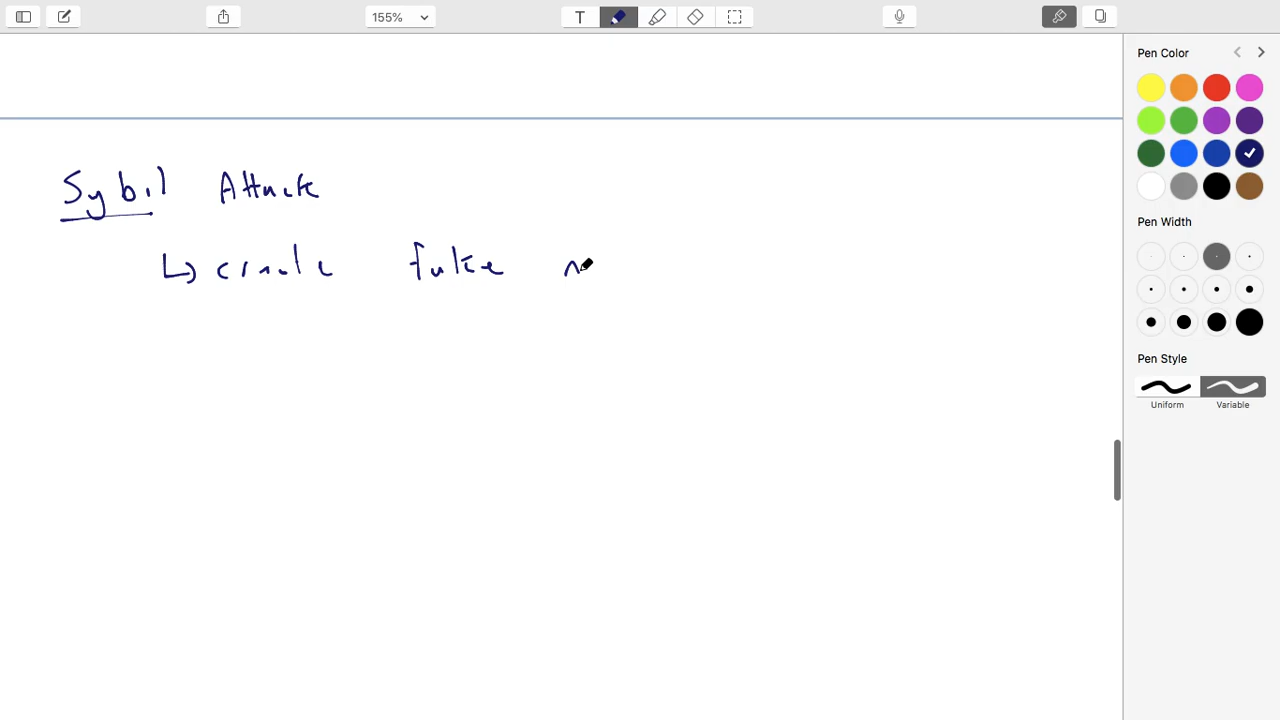 155%
T
Pen Color
Sybil Attack
↳ create fake n
Pen Width
Pen Style
Uniform Variable